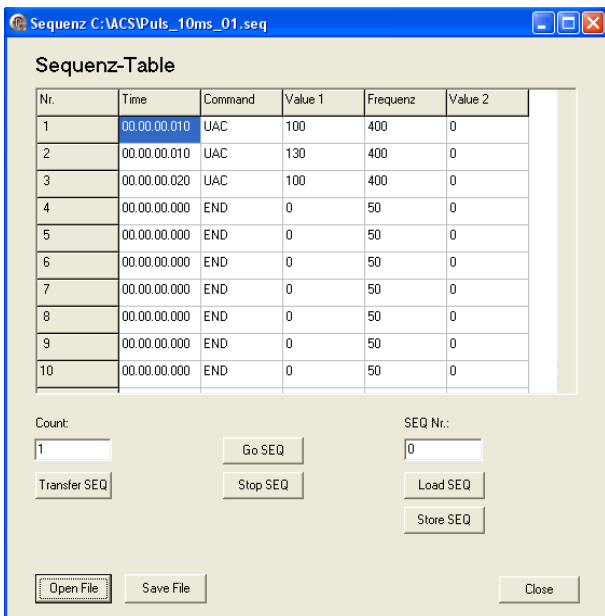 Sequenz C:\ACS\Puls_10ms_01.seq
Sequenz-Table
Nr. Time Command Value 1 Frequenz Value 2
1 00.00.00.010 UAC 100 400 0
2 00.00.00.010 UAC 130 400 0
3 00.00.00.020 UAC 100 400 0
4 00.00.00.000 END 0 50 0
5 00.00.00.000 END 0 50 0
6 00.00.00.000 END 0 50 0
7 00.00.00.000 END 0 50 0
8 00.00.00.000 END 0 50 0
9 00.00.00.000 END 0 50 0
10 00.00.00.000 END 0 50 0
Count: SEQ Nr.:
1 Go SEQ 0
Transfer SEQ Stop SEQ Load SEQ
Store SEQ
Open File Save File Close